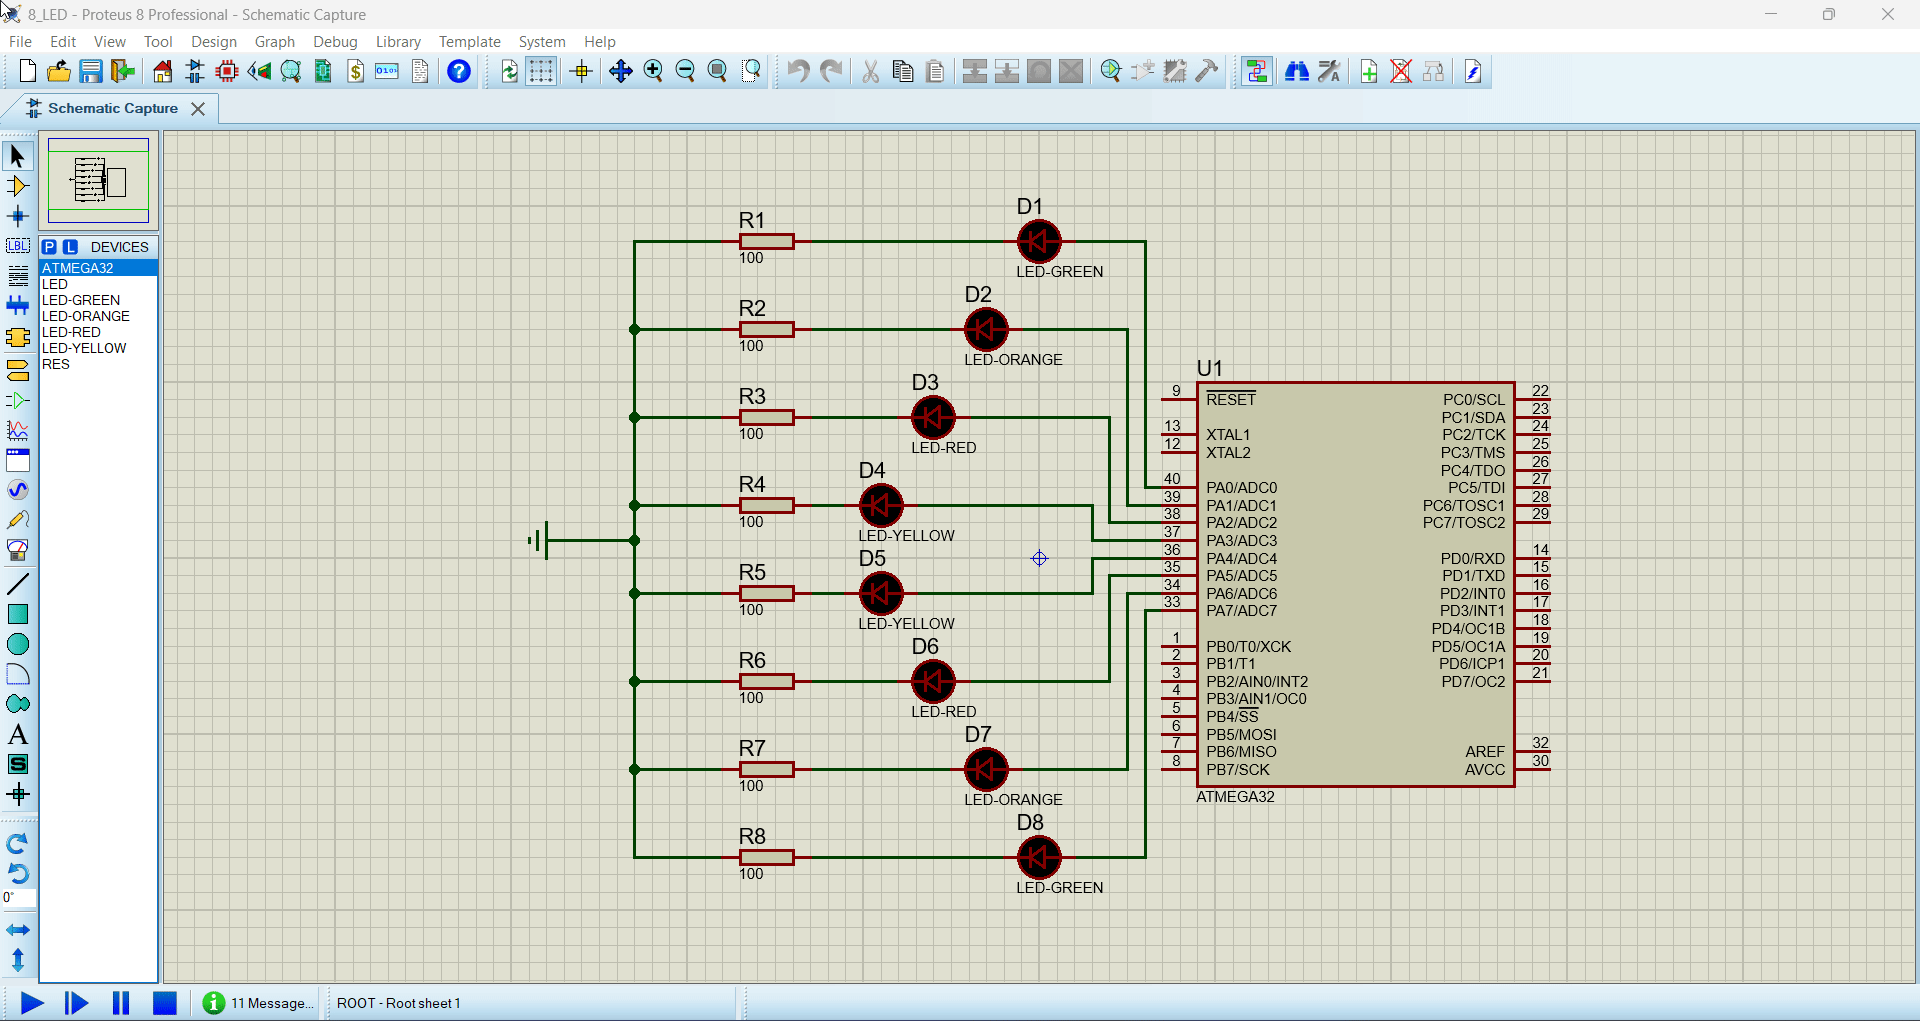 8_LED - Proteus 8 Professional - Schematic Capture
File Edit View Tool Design Graph Debug Library Template System Help
Schematic Capture
P L DEVICES
ATMEGA32
LED
LED-GREEN
LED-ORANGE
LED-RED
LED-YELLOW
RES
LBL
A
S
0°
R1
100
D1
LED-GREEN
R2
100
D2
LED-ORANGE
R3
100
D3
LED-RED
R4
100
D4
LED-YELLOW
R5
100
D5
LED-YELLOW
R6
100
D6
LED-RED
R7
100
D7
LED-ORANGE
R8
100
D8
LED-GREEN
U1
9 RESET PC0/SCL 22
PC1/SDA 23
13 XTAL1 PC2/TCK 24
12 XTAL2 PC3/TMS 25
PC4/TDO 26
40 PA0/ADC0 PC5/TDI 27
39 PA1/ADC1 PC6/TOSC1 28
38 PA2/ADC2 PC7/TOSC2 29
37 PA3/ADC3
36 PA4/ADC4 PD0/RXD 14
35 PA5/ADC5 PD1/TXD 15
34 PA6/ADC6 PD2/INT0 16
33 PA7/ADC7 PD3/INT1 17
PD4/OC1B 18
1 PB0/T0/XCK PD5/OC1A 19
2 PB1/T1 PD6/ICP1 20
3 PB2/AIN0/INT2 PD7/OC2 21
4 PB3/AIN1/OC0
5 PB4/SS
6 PB5/MOSI
7 PB6/MISO AREF 32
8 PB7/SCK AVCC 30
ATMEGA32
11 Message... ROOT - Root sheet 1